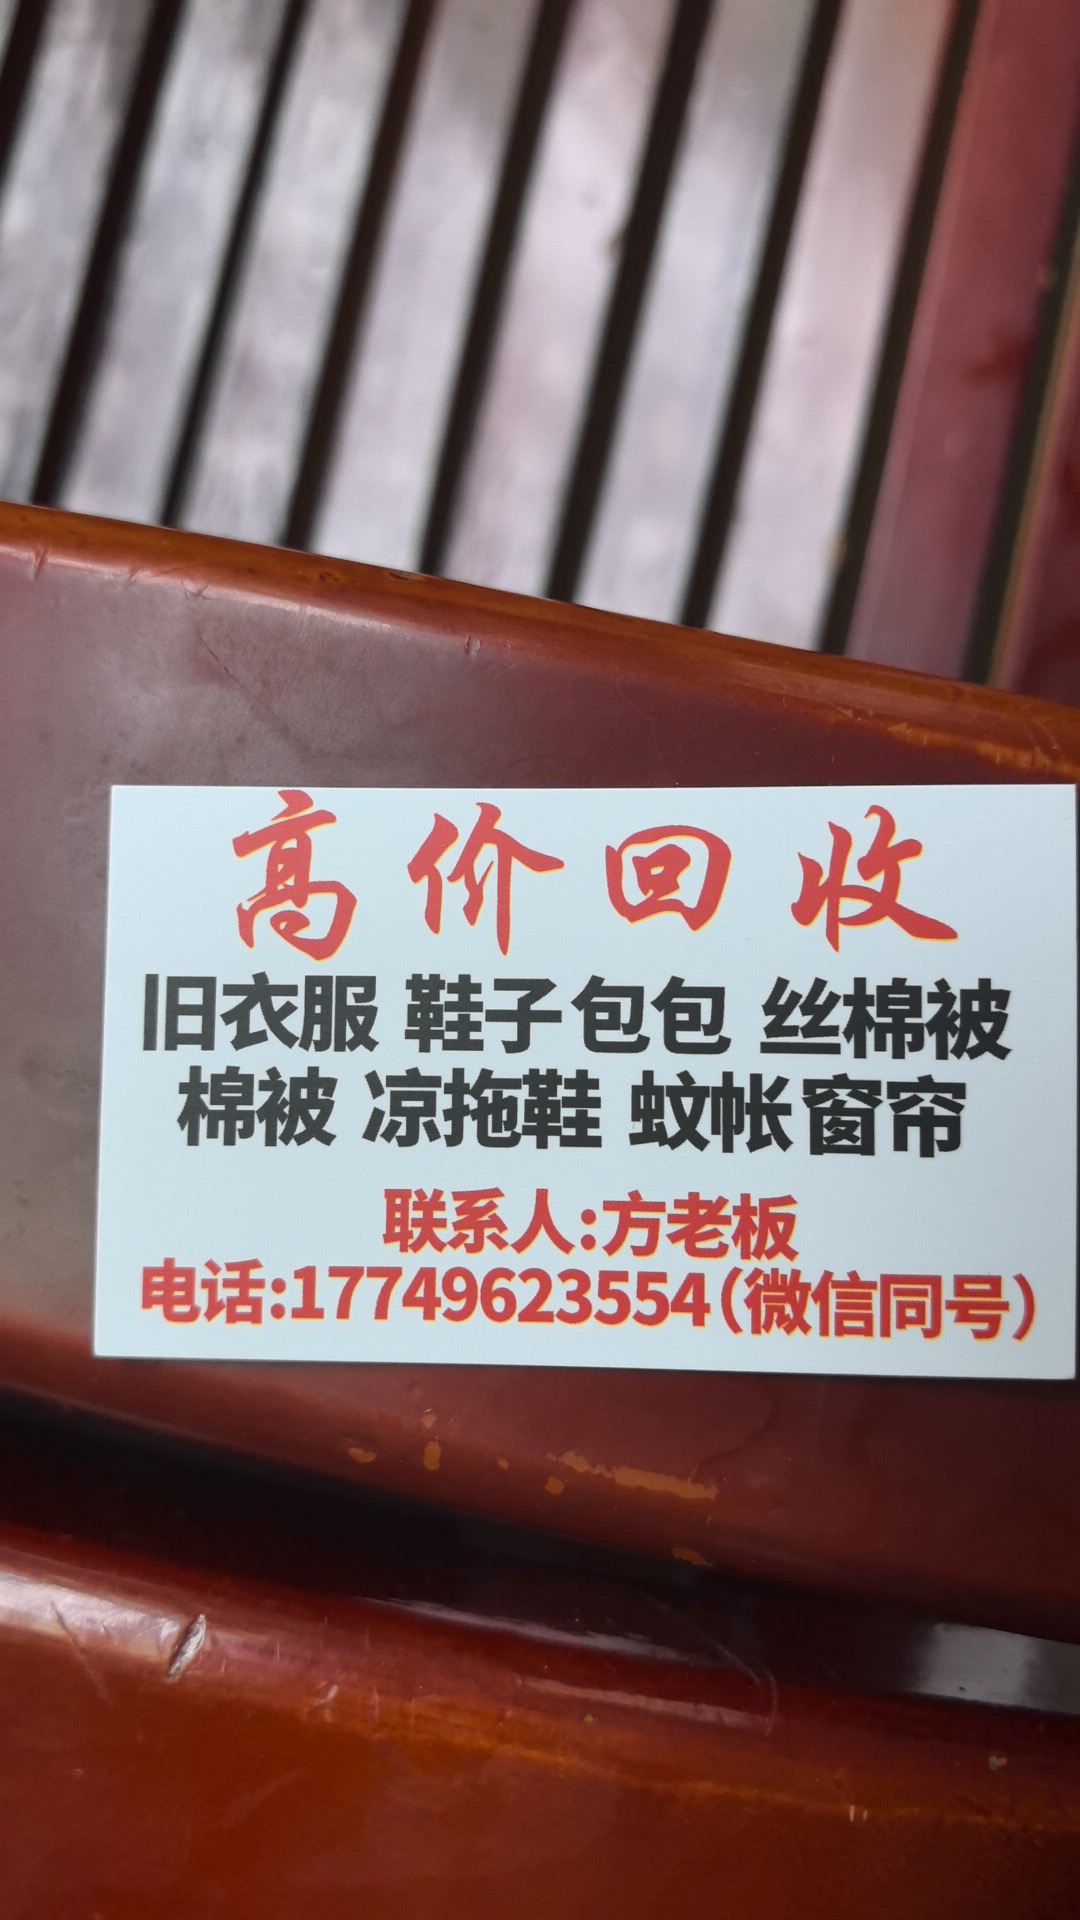 高价回收
旧衣服 鞋子包包 丝棉被
棉被 凉拖鞋 蚊帐窗帘
联系人:方老板
电话:17749623554(微信同号)